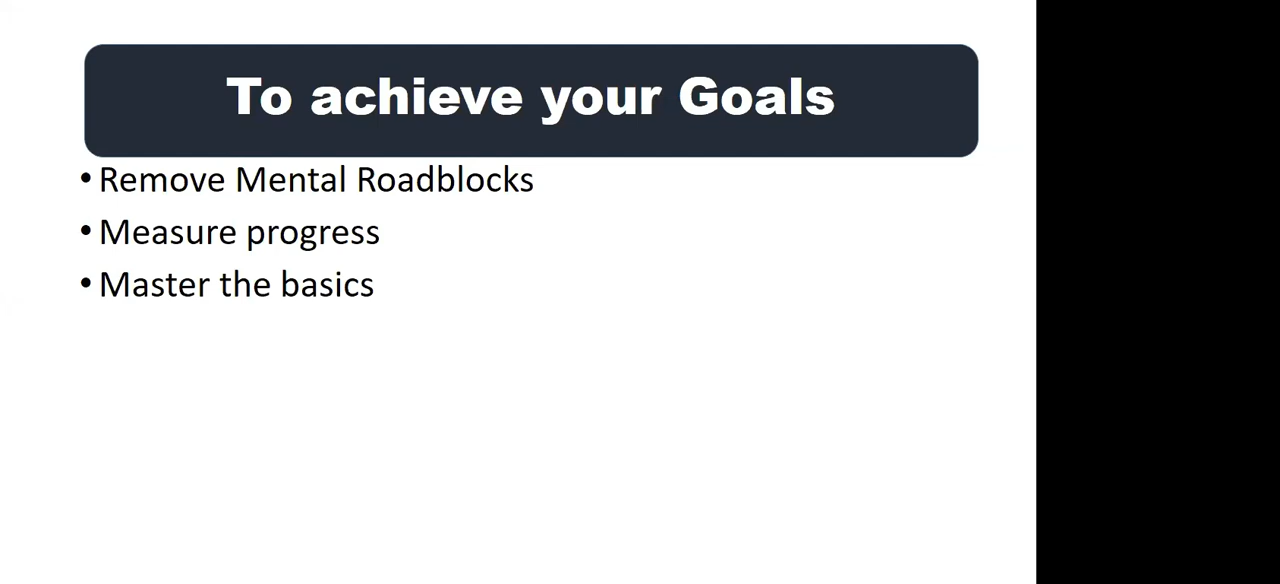 To achieve your Goals
• Remove Mental Roadblocks
• Measure progress
• Master the basics